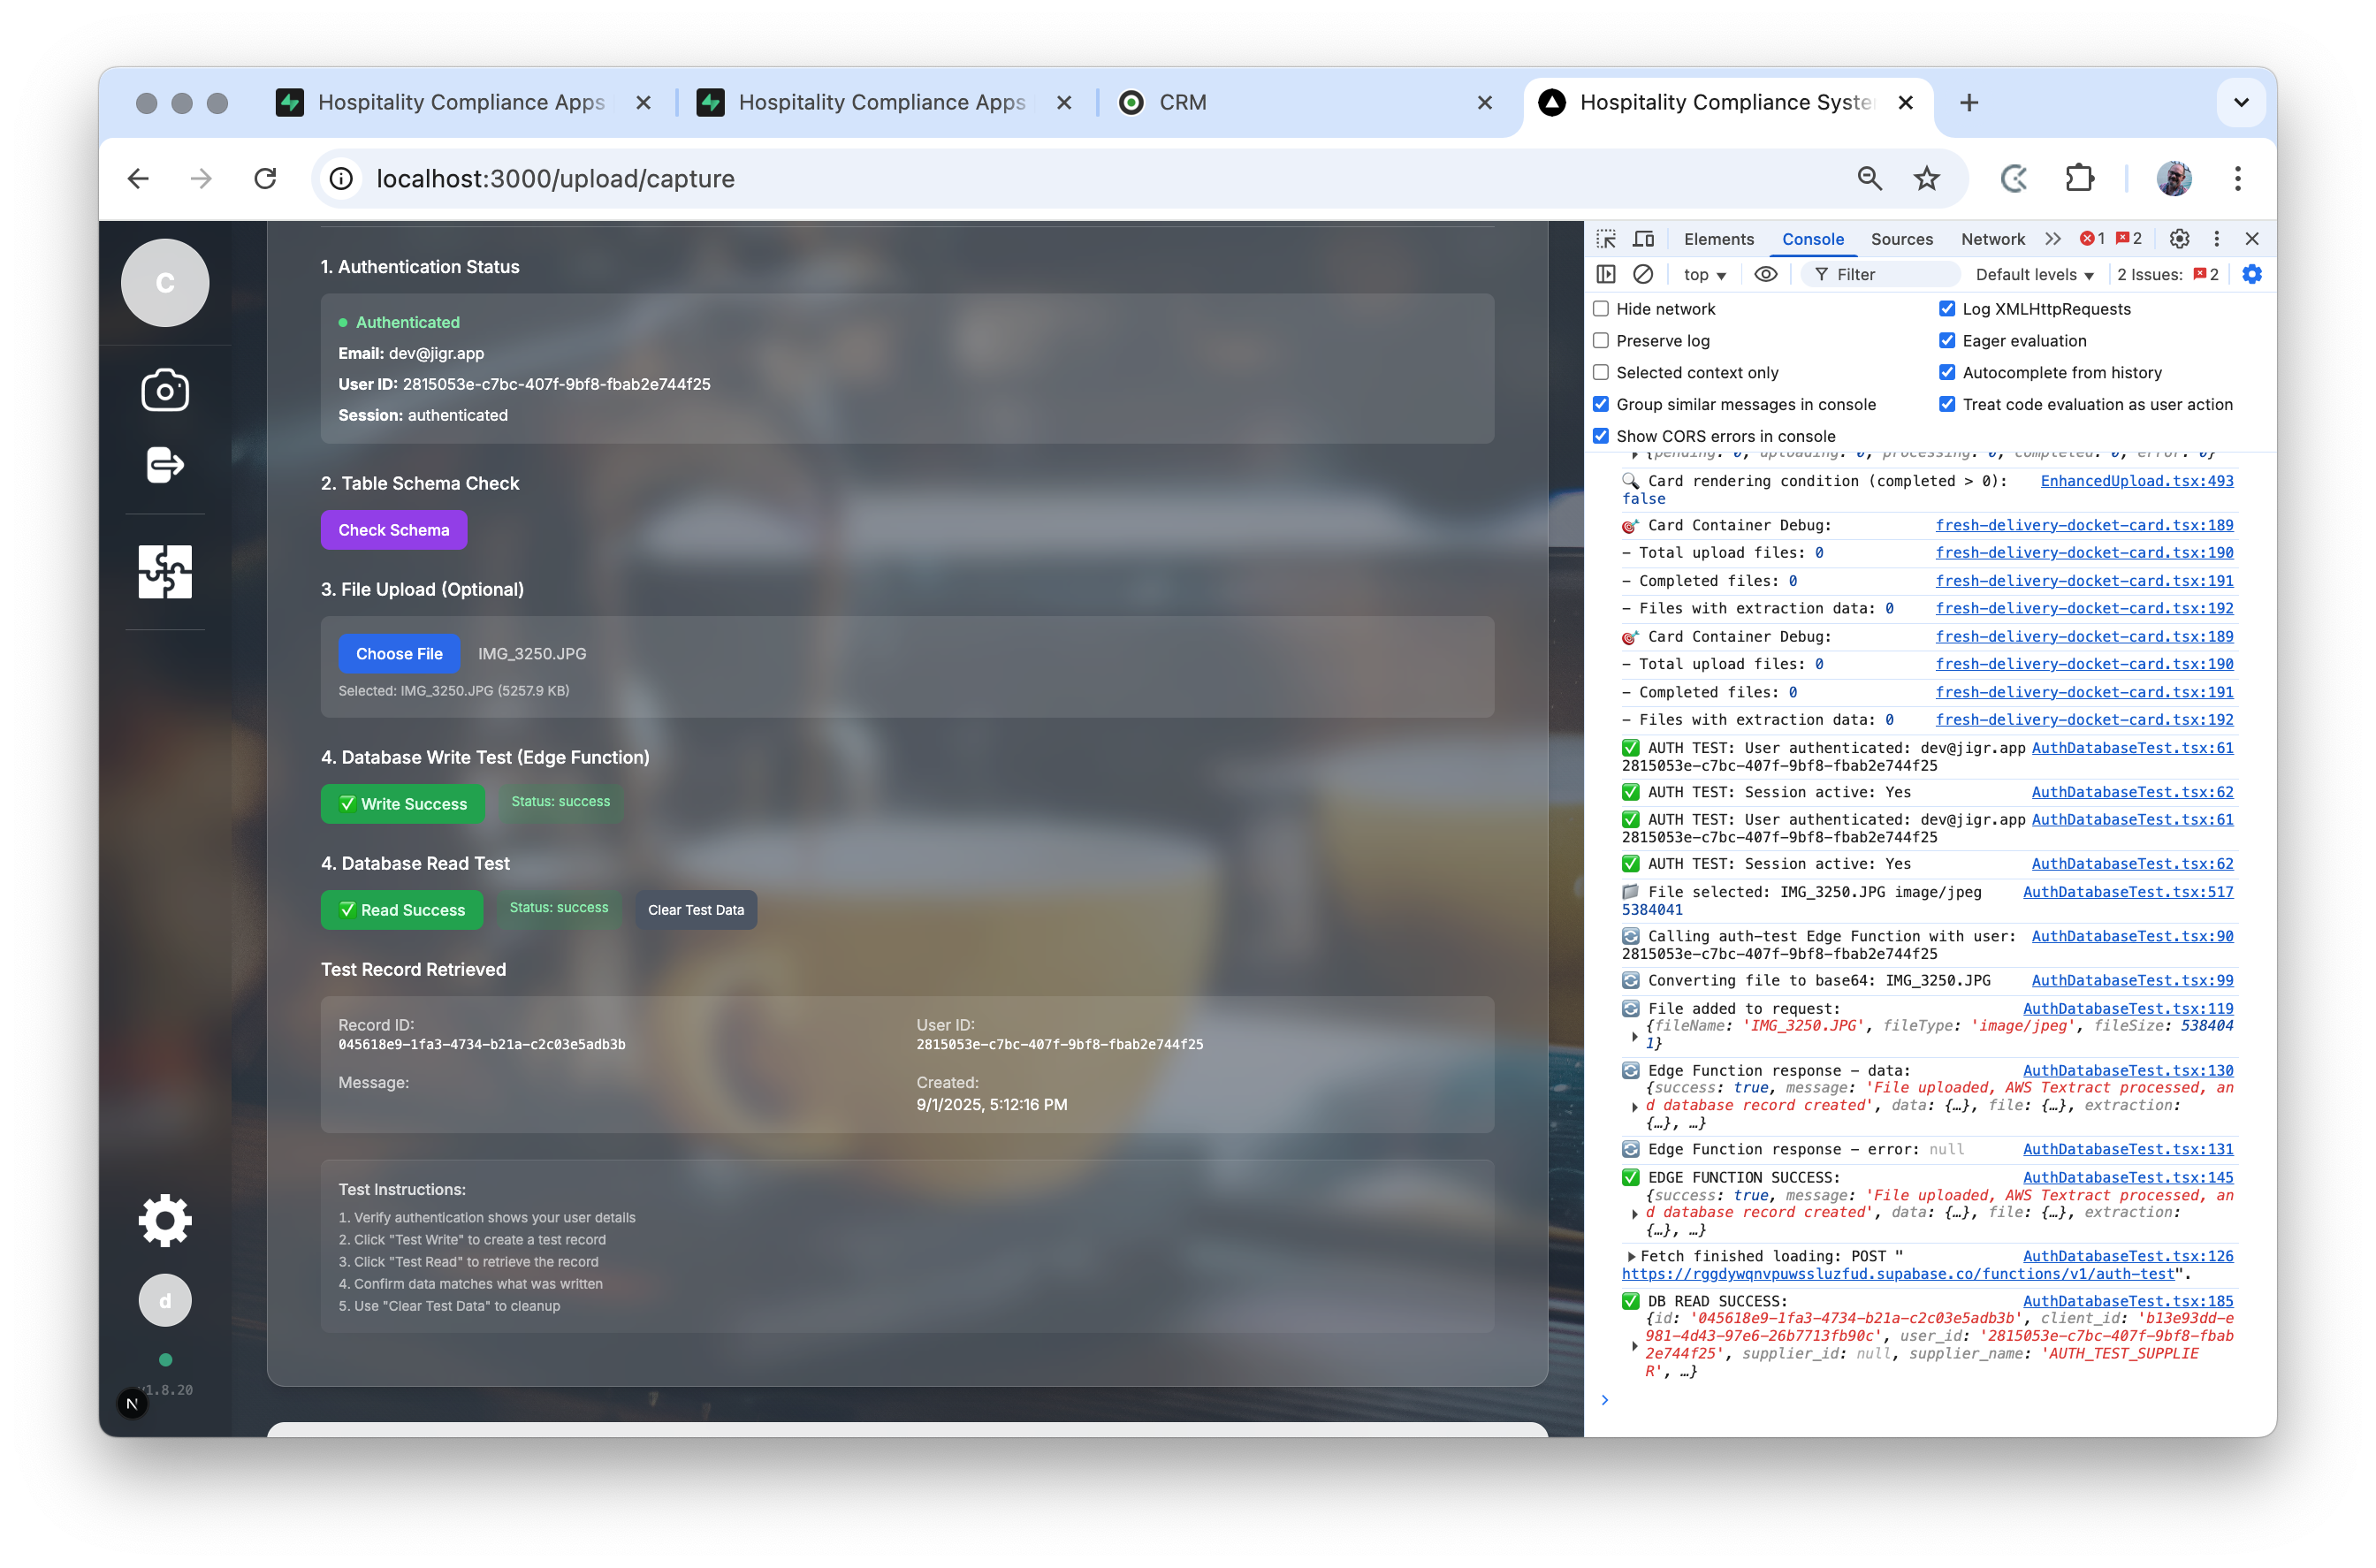 Hospitality Compliance Apps
Hospitality Compliance Apps
CRM
Hospitality Compliance Syste
localhost:3000/upload/capture
C
1. Authentication Status
Authenticated
Email: dev@jigr.app
User ID: 2815053e-c7bc-407f-9bf8-fbab2e744f25
Session: authenticated
2. Table Schema Check
Check Schema
3. File Upload (Optional)
Choose File IMG_3250.JPG
Selected: IMG_3250.JPG (5257.9 KB)
4. Database Write Test (Edge Function)
✅ Write Success Status: success
4. Database Read Test
✅ Read Success Status: success Clear Test Data
Test Record Retrieved
Record ID:
045618e9-1fa3-4734-b21a-c2c03e5adb3b
User ID:
2815053e-c7bc-407f-9bf8-fbab2e744f25
Message:
Created:
9/1/2025, 5:12:16 PM
Test Instructions:
1. Verify authentication shows your user details
2. Click "Test Write" to create a test record
3. Click "Test Read" to retrieve the record
4. Confirm data matches what was written
5. Use "Clear Test Data" to cleanup
d
v1.8.20
N
Elements Console Sources Network 1 2
top Filter Default levels 2 Issues: 2
Hide network Log XMLHttpRequests
Preserve log Eager evaluation
Selected context only Autocomplete from history
Group similar messages in console Treat code evaluation as user action
Show CORS errors in console
{pending: 0, uploading: 0, processing: 0, completed: 0, error: 0}
🔍 Card rendering condition (completed > 0): EnhancedUpload.tsx:493
false
🎯 Card Container Debug: fresh-delivery-docket-card.tsx:189
- Total upload files: 0 fresh-delivery-docket-card.tsx:190
- Completed files: 0 fresh-delivery-docket-card.tsx:191
- Files with extraction data: 0 fresh-delivery-docket-card.tsx:192
🎯 Card Container Debug: fresh-delivery-docket-card.tsx:189
- Total upload files: 0 fresh-delivery-docket-card.tsx:190
- Completed files: 0 fresh-delivery-docket-card.tsx:191
- Files with extraction data: 0 fresh-delivery-docket-card.tsx:192
✅ AUTH TEST: User authenticated: dev@jigr.app AuthDatabaseTest.tsx:61
2815053e-c7bc-407f-9bf8-fbab2e744f25
✅ AUTH TEST: Session active: Yes AuthDatabaseTest.tsx:62
✅ AUTH TEST: User authenticated: dev@jigr.app AuthDatabaseTest.tsx:61
2815053e-c7bc-407f-9bf8-fbab2e744f25
✅ AUTH TEST: Session active: Yes AuthDatabaseTest.tsx:62
📁 File selected: IMG_3250.JPG image/jpeg AuthDatabaseTest.tsx:517
5384041
🔄 Calling auth-test Edge Function with user: AuthDatabaseTest.tsx:90
2815053e-c7bc-407f-9bf8-fbab2e744f25
🔄 Converting file to base64: IMG_3250.JPG AuthDatabaseTest.tsx:99
🔄 File added to request: AuthDatabaseTest.tsx:119
{fileName: 'IMG_3250.JPG', fileType: 'image/jpeg', fileSize: 538404
1}
🔄 Edge Function response - data: AuthDatabaseTest.tsx:130
{success: true, message: 'File uploaded, AWS Textract processed, an
d database record created', data: {…}, file: {…}, extraction:
{…}, …}
🔄 Edge Function response - error: null AuthDatabaseTest.tsx:131
✅ EDGE FUNCTION SUCCESS: AuthDatabaseTest.tsx:145
{success: true, message: 'File uploaded, AWS Textract processed, an
d database record created', data: {…}, file: {…}, extraction:
{…}, …}
Fetch finished loading: POST " AuthDatabaseTest.tsx:126
https://rggdywqnvpuwssluzfud.supabase.co/functions/v1/auth-test".
✅ DB READ SUCCESS: AuthDatabaseTest.tsx:185
{id: '045618e9-1fa3-4734-b21a-c2c03e5adb3b', client_id: 'b13e93dd-e
981-4d43-97e6-26b7713fb90c', user_id: '2815053e-c7bc-407f-9bf8-fbab
2e744f25', supplier_id: null, supplier_name: 'AUTH_TEST_SUPPLIE
R', …}